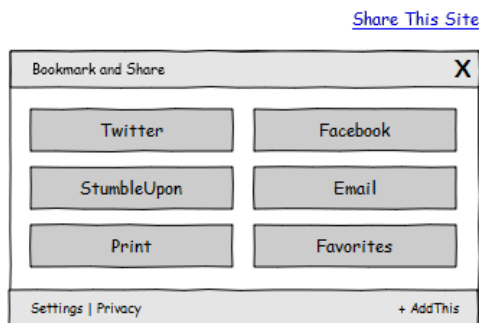 Share This Site
Bookmark and Share X
Twitter Facebook
StumbleUpon Email
Print Favorites
Settings | Privacy + AddThis